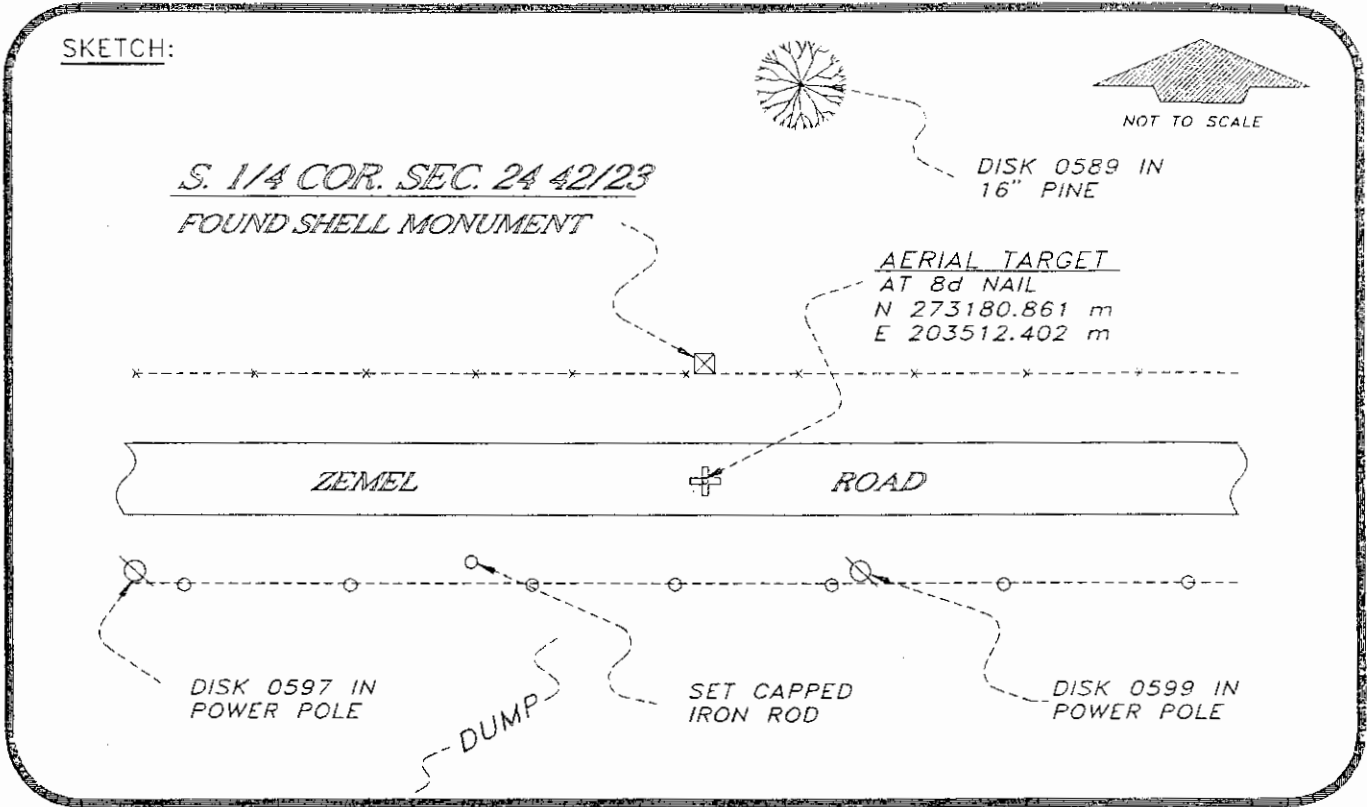 SKETCH:
NOT TO SCALE
DISK 0589 IN
16" PINE
S. 1/4 COR. SEC. 24 42/23
FOUND SHELL MONUMENT
AERIAL TARGET
AT 8d NAIL
N 273180.861 m
E 203512.402 m
ZEMEL ROAD
DISK 0597 IN
POWER POLE
DUMP
SET CAPPED
IRON ROD
DISK 0599 IN
POWER POLE